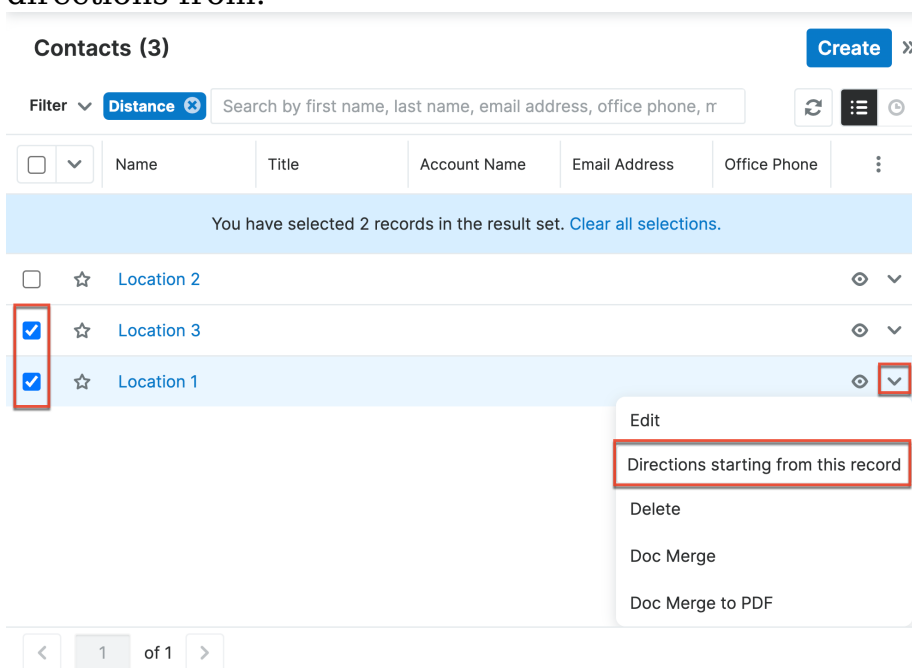 directions from.
Contacts (3)
Create
Filter Distance Search by first name, last name, email address, office phone, m
Name Title Account Name Email Address Office Phone
You have selected 2 records in the result set. Clear all selections.
Location 2
Location 3
Location 1
Edit
Directions starting from this record
Delete
Doc Merge
Doc Merge to PDF
1 of 1